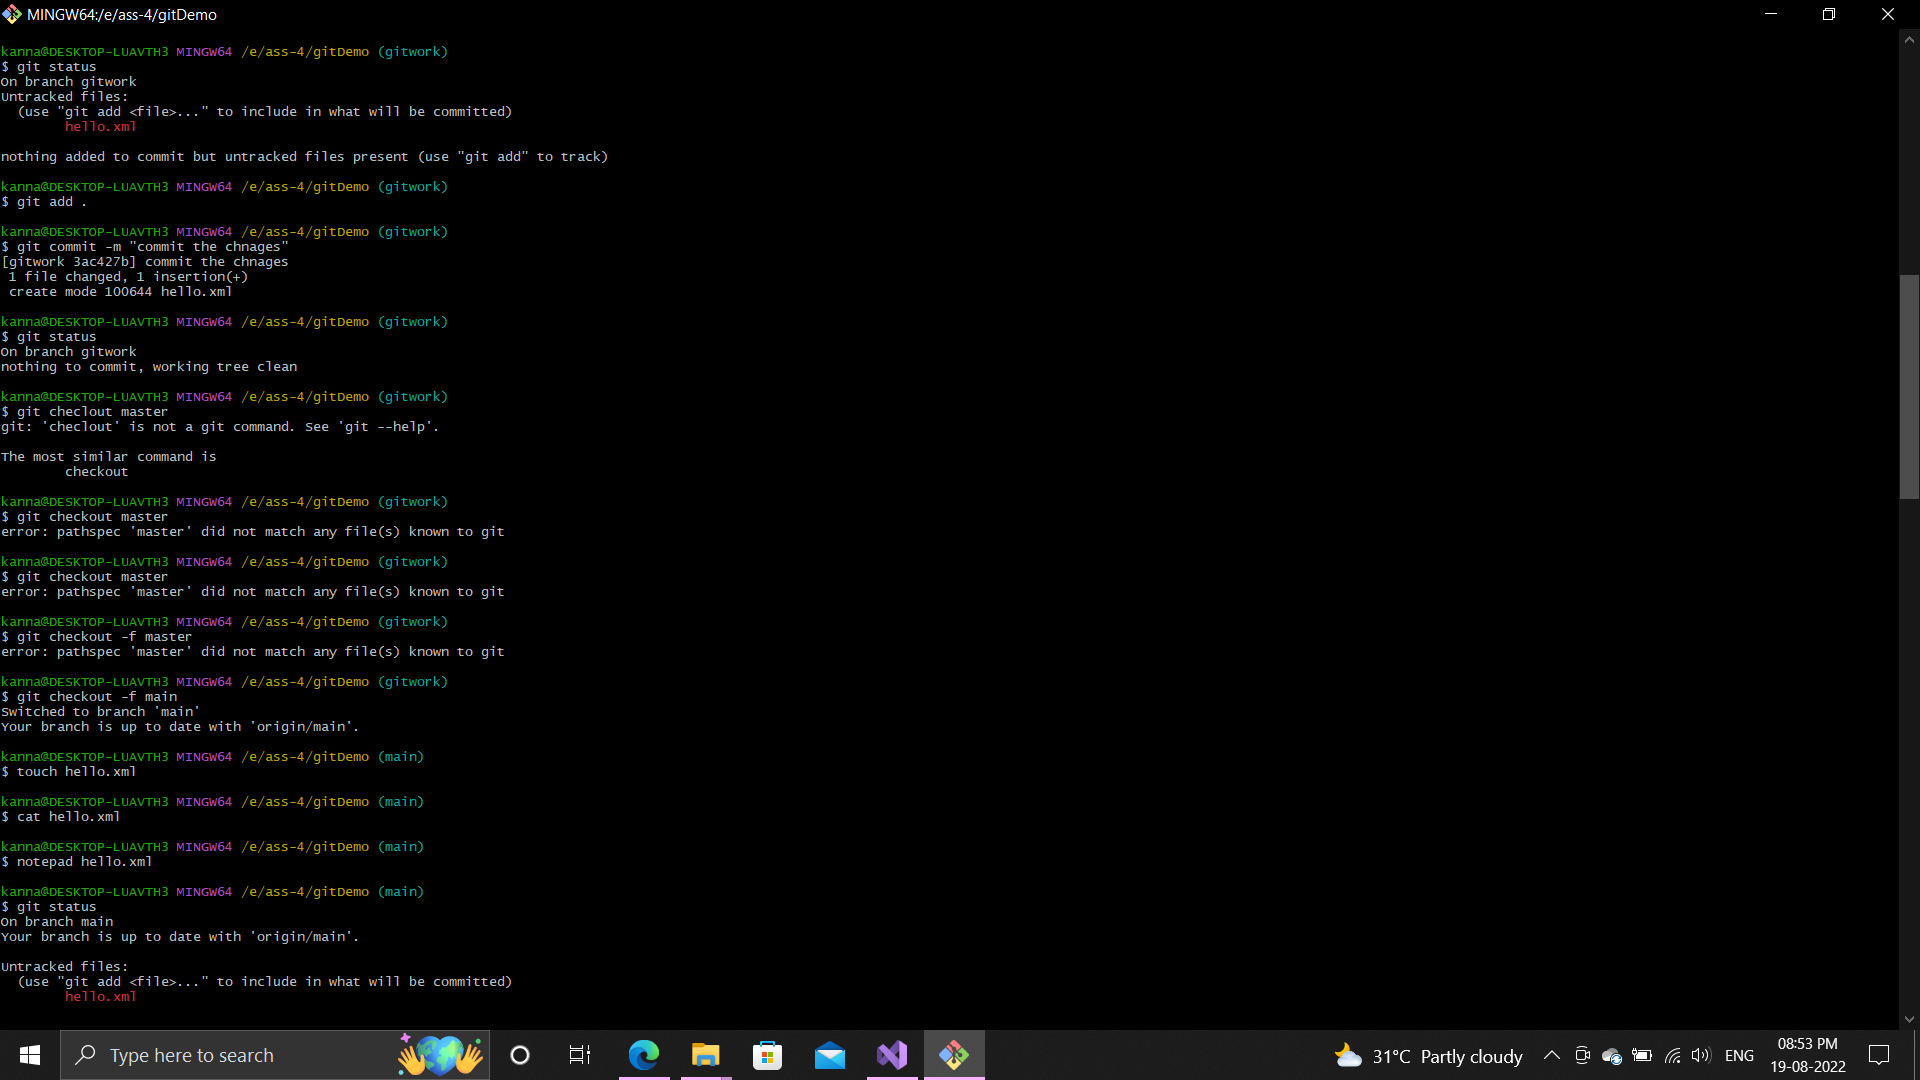 MINGW64:/e/ass-4/gitDemo
kanna@DESKTOP-LUAVTH3 MINGW64 /e/ass-4/gitDemo (gitwork)
$ git status
On branch gitwork
Untracked files:
  (use "git add <file>..." to include in what will be committed)
        hello.xml

nothing added to commit but untracked files present (use "git add" to track)

kanna@DESKTOP-LUAVTH3 MINGW64 /e/ass-4/gitDemo (gitwork)
$ git add .

kanna@DESKTOP-LUAVTH3 MINGW64 /e/ass-4/gitDemo (gitwork)
$ git commit -m "commit the chnages"
[gitwork 3ac427b] commit the chnages
 1 file changed, 1 insertion(+)
 create mode 100644 hello.xml

kanna@DESKTOP-LUAVTH3 MINGW64 /e/ass-4/gitDemo (gitwork)
$ git status
On branch gitwork
nothing to commit, working tree clean

kanna@DESKTOP-LUAVTH3 MINGW64 /e/ass-4/gitDemo (gitwork)
$ git checlout master
git: 'checlout' is not a git command. See 'git --help'.

The most similar command is
        checkout

kanna@DESKTOP-LUAVTH3 MINGW64 /e/ass-4/gitDemo (gitwork)
$ git checkout master
error: pathspec 'master' did not match any file(s) known to git

kanna@DESKTOP-LUAVTH3 MINGW64 /e/ass-4/gitDemo (gitwork)
$ git checkout master
error: pathspec 'master' did not match any file(s) known to git

kanna@DESKTOP-LUAVTH3 MINGW64 /e/ass-4/gitDemo (gitwork)
$ git checkout -f master
error: pathspec 'master' did not match any file(s) known to git

kanna@DESKTOP-LUAVTH3 MINGW64 /e/ass-4/gitDemo (gitwork)
$ git checkout -f main
Switched to branch 'main'
Your branch is up to date with 'origin/main'.

kanna@DESKTOP-LUAVTH3 MINGW64 /e/ass-4/gitDemo (main)
$ touch hello.xml

kanna@DESKTOP-LUAVTH3 MINGW64 /e/ass-4/gitDemo (main)
$ cat hello.xml

kanna@DESKTOP-LUAVTH3 MINGW64 /e/ass-4/gitDemo (main)
$ notepad hello.xml

kanna@DESKTOP-LUAVTH3 MINGW64 /e/ass-4/gitDemo (main)
$ git status
On branch main
Your branch is up to date with 'origin/main'.

Untracked files:
  (use "git add <file>..." to include in what will be committed)
        hello.xml
Type here to search
31°C Partly cloudy
ENG
08:53 PM
19-08-2022